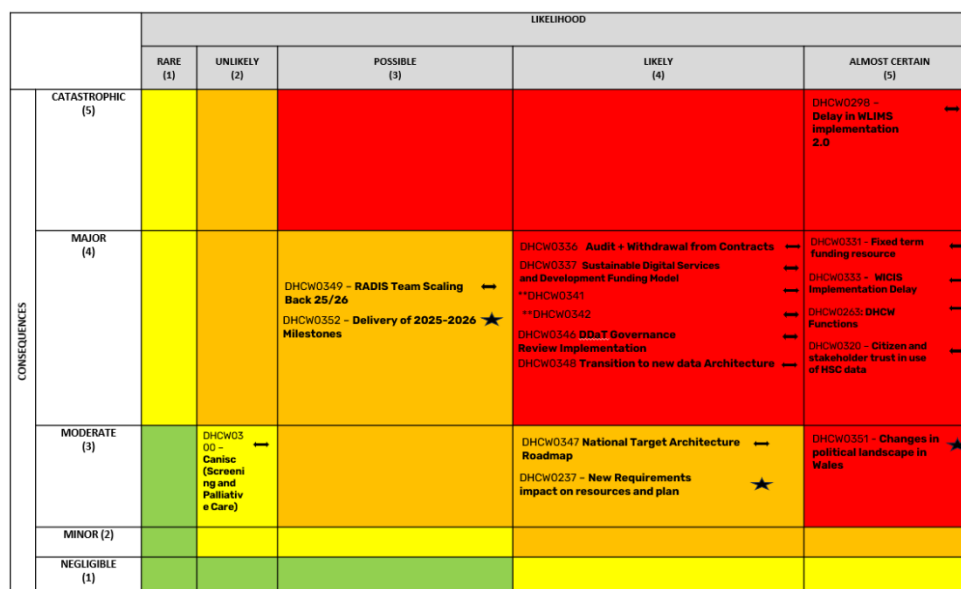 LIKELIHOOD
RARE
(1)
UNLIKELY
(2)
POSSIBLE
(3)
LIKELY
(4)
ALMOST CERTAIN
(5)
CONSEQUENCES
CATASTROPHIC
(5)
DHCW0298 –
Delay in WLIMS
implementation
2.0
MAJOR
(4)
DHCW0349 – RADIS Team Scaling
Back 25/26
DHCW0352 – Delivery of 2025-2026
Milestones
DHCW0336 Audit + Withdrawal from Contracts
DHCW0337 Sustainable Digital Services
and Development Funding Model
**DHCW0341
**DHCW0342
DHCW0346 DDaT Governance
Review Implementation
DHCW0348 Transition to new data Architecture
DHCW0331 - Fixed term
funding resource
DHCW0333 - WICIS
Implementation Delay
DHCW0263: DHCW
Functions
DHCW0320 – Citizen and
stakeholder trust in use
of HSC data
MODERATE
(3)
DHCW03
00 –
Canisc
(Screeni
ng and
Palliativ
e Care)
DHCW0347 National Target Architecture
Roadmap
DHCW0237 – New Requirements
impact on resources and plan
DHCW0351 - Changes in
political landscape in
Wales
MINOR (2)
NEGLIGIBLE
(1)